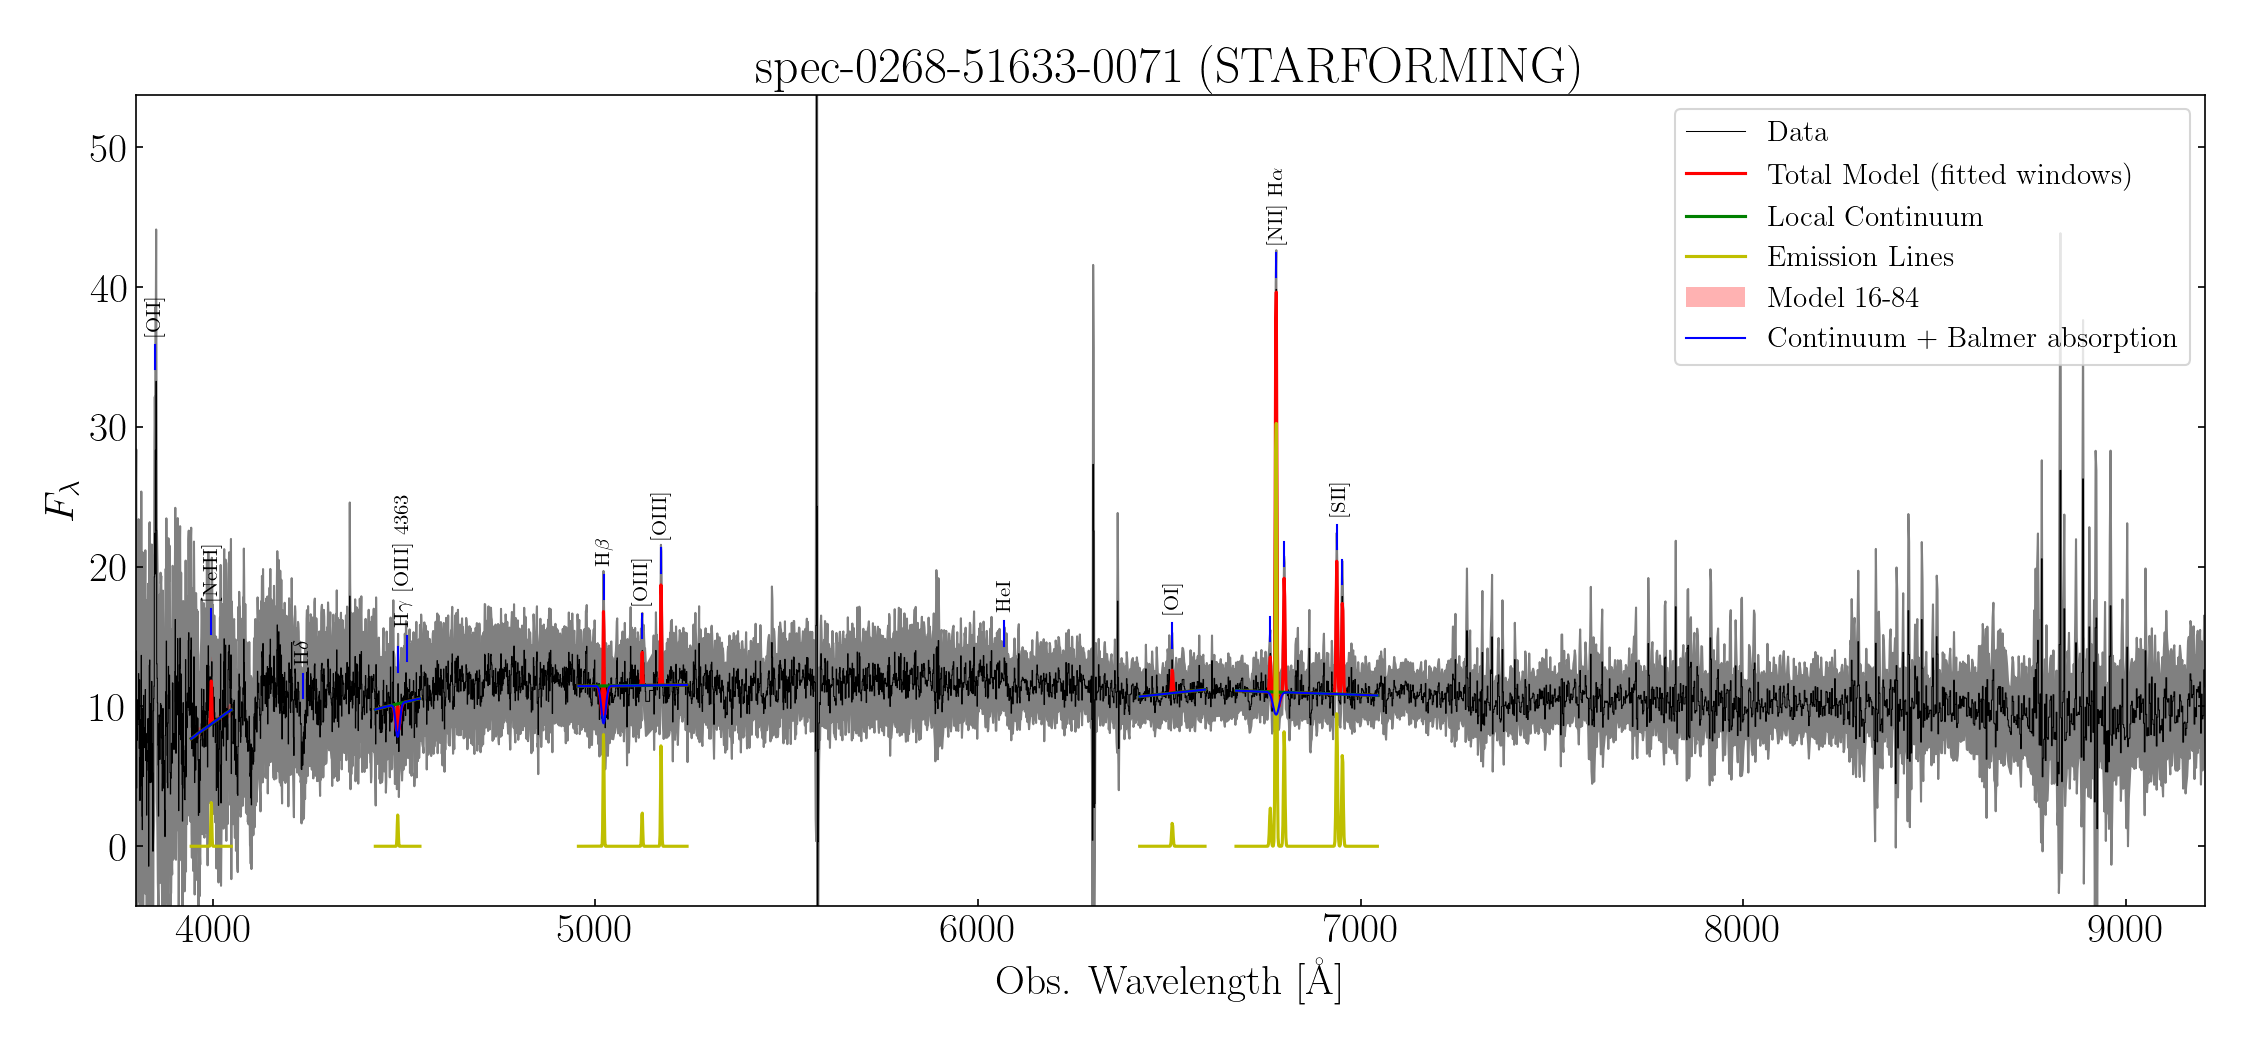 spec-0268-51633-0071 (STARFORMING)
Data
Total Model (fitted windows)
Local Continuum
Emission Lines
Model 16-84
Continuum + Balmer absorption
[OII]
[NeIII]
Hδ
Hγ [OIII] 4363
Hβ
[OIII]
[OIII]
HeI
[OI]
[NII] Hα
[SII]
50
40
30
20
10
0
Fλ
4000 5000 6000 7000 8000 9000
Obs. Wavelength [Å]